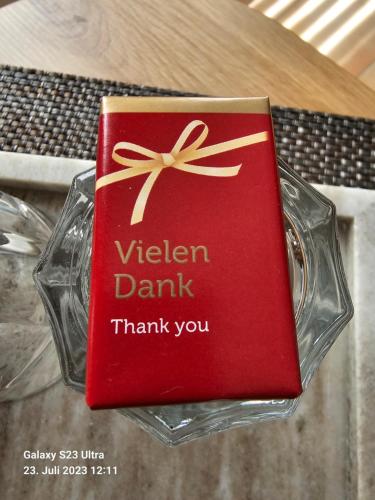 Vielen
Dank
Thank you
Galaxy S23 Ultra
23. Juli 2023 12:11